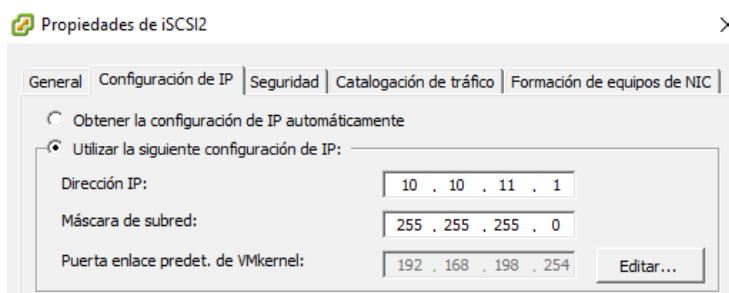 Propiedades de iSCSI2
General Configuración de IP Seguridad Catalogación de tráfico Formación de equipos de NIC
Obtener la configuración de IP automáticamente
Utilizar la siguiente configuración de IP:
Dirección IP: 10 . 10 . 11 . 1
Máscara de subred: 255 . 255 . 255 . 0
Puerta enlace predet. de VMkernel: 192 . 168 . 198 . 254 Editar...